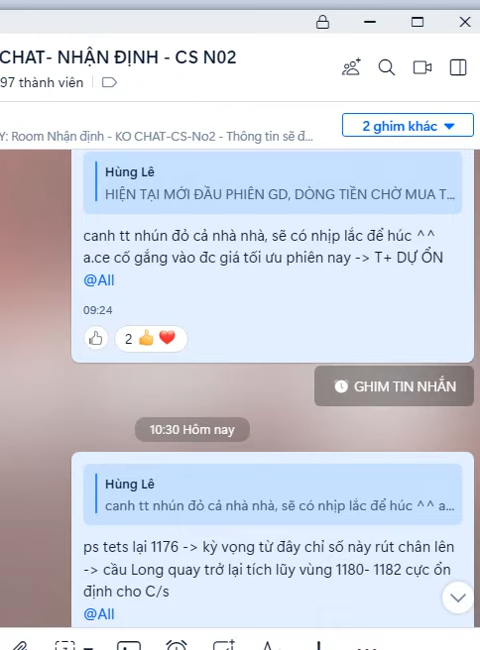 CHAT- NHẬN ĐỊNH - CS N02
97 thành viên
Y: Room Nhận định - KO CHAT-CS-No2 - Thông tin sẽ đ...
2 ghim khác
Hùng Lê
HIỆN TẠI MỚI ĐẦU PHIÊN GD, DÒNG TIỀN CHỜ MUA T...
canh tt nhún đỏ cả nhà nhà, sẽ có nhịp lắc để húc ^^
a.ce cố gắng vào đc giá tối ưu phiên nay -> T+ DỰ ỔN
@All
09:24
2 👍 ❤️
GHIM TIN NHẮN
10:30 Hôm nay
Hùng Lê
canh tt nhún đỏ cả nhà nhà, sẽ có nhịp lắc để húc ^^ a...
ps tets lại 1176 -> kỳ vọng từ đây chỉ số này rút chân lên
-> cầu Long quay trở lại tích lũy vùng 1180- 1182 cực ổn
định cho C/s
@All